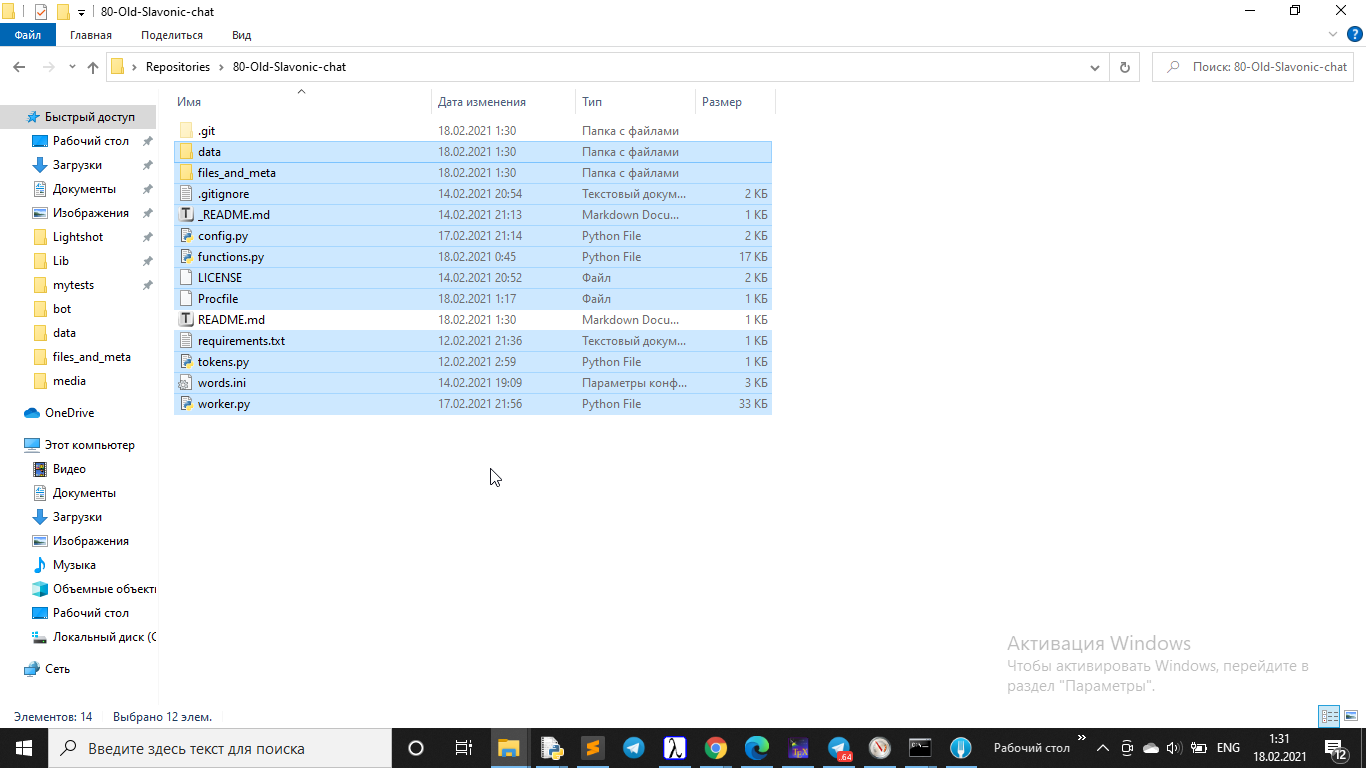 80-Old-Slavonic-chat
Файл Главная Поделиться Вид
Repositories 80-Old-Slavonic-chat Поиск: 80-Old-Slavonic-chat
Имя Дата изменения Тип Размер
Быстрый доступ
Рабочий стол
Загрузки
Документы
Изображения
Lightshot
Lib
mytests
bot
data
files_and_meta
media
OneDrive
Этот компьютер
Видео
Документы
Загрузки
Изображения
Музыка
Объемные объекты
Рабочий стол
Локальный диск (C
Сеть
.git 18.02.2021 1:30 Папка с файлами
data 18.02.2021 1:30 Папка с файлами
files_and_meta 18.02.2021 1:30 Папка с файлами
.gitignore 14.02.2021 20:54 Текстовый докум... 2 КБ
_README.md 14.02.2021 21:13 Markdown Docu... 1 КБ
config.py 17.02.2021 21:14 Python File 2 КБ
functions.py 18.02.2021 0:45 Python File 17 КБ
LICENSE 14.02.2021 20:52 Файл 2 КБ
Procfile 18.02.2021 1:17 Файл 1 КБ
README.md 18.02.2021 1:30 Markdown Docu... 1 КБ
requirements.txt 12.02.2021 21:36 Текстовый докум... 1 КБ
tokens.py 12.02.2021 2:59 Python File 1 КБ
words.ini 14.02.2021 19:09 Параметры конф... 3 КБ
worker.py 17.02.2021 21:56 Python File 33 КБ
Активация Windows
Чтобы активировать Windows, перейдите в
раздел "Параметры".
Элементов: 14 Выбрано 12 элем.
Введите здесь текст для поиска
.64
Рабочий стол
ENG
1:31
18.02.2021
12